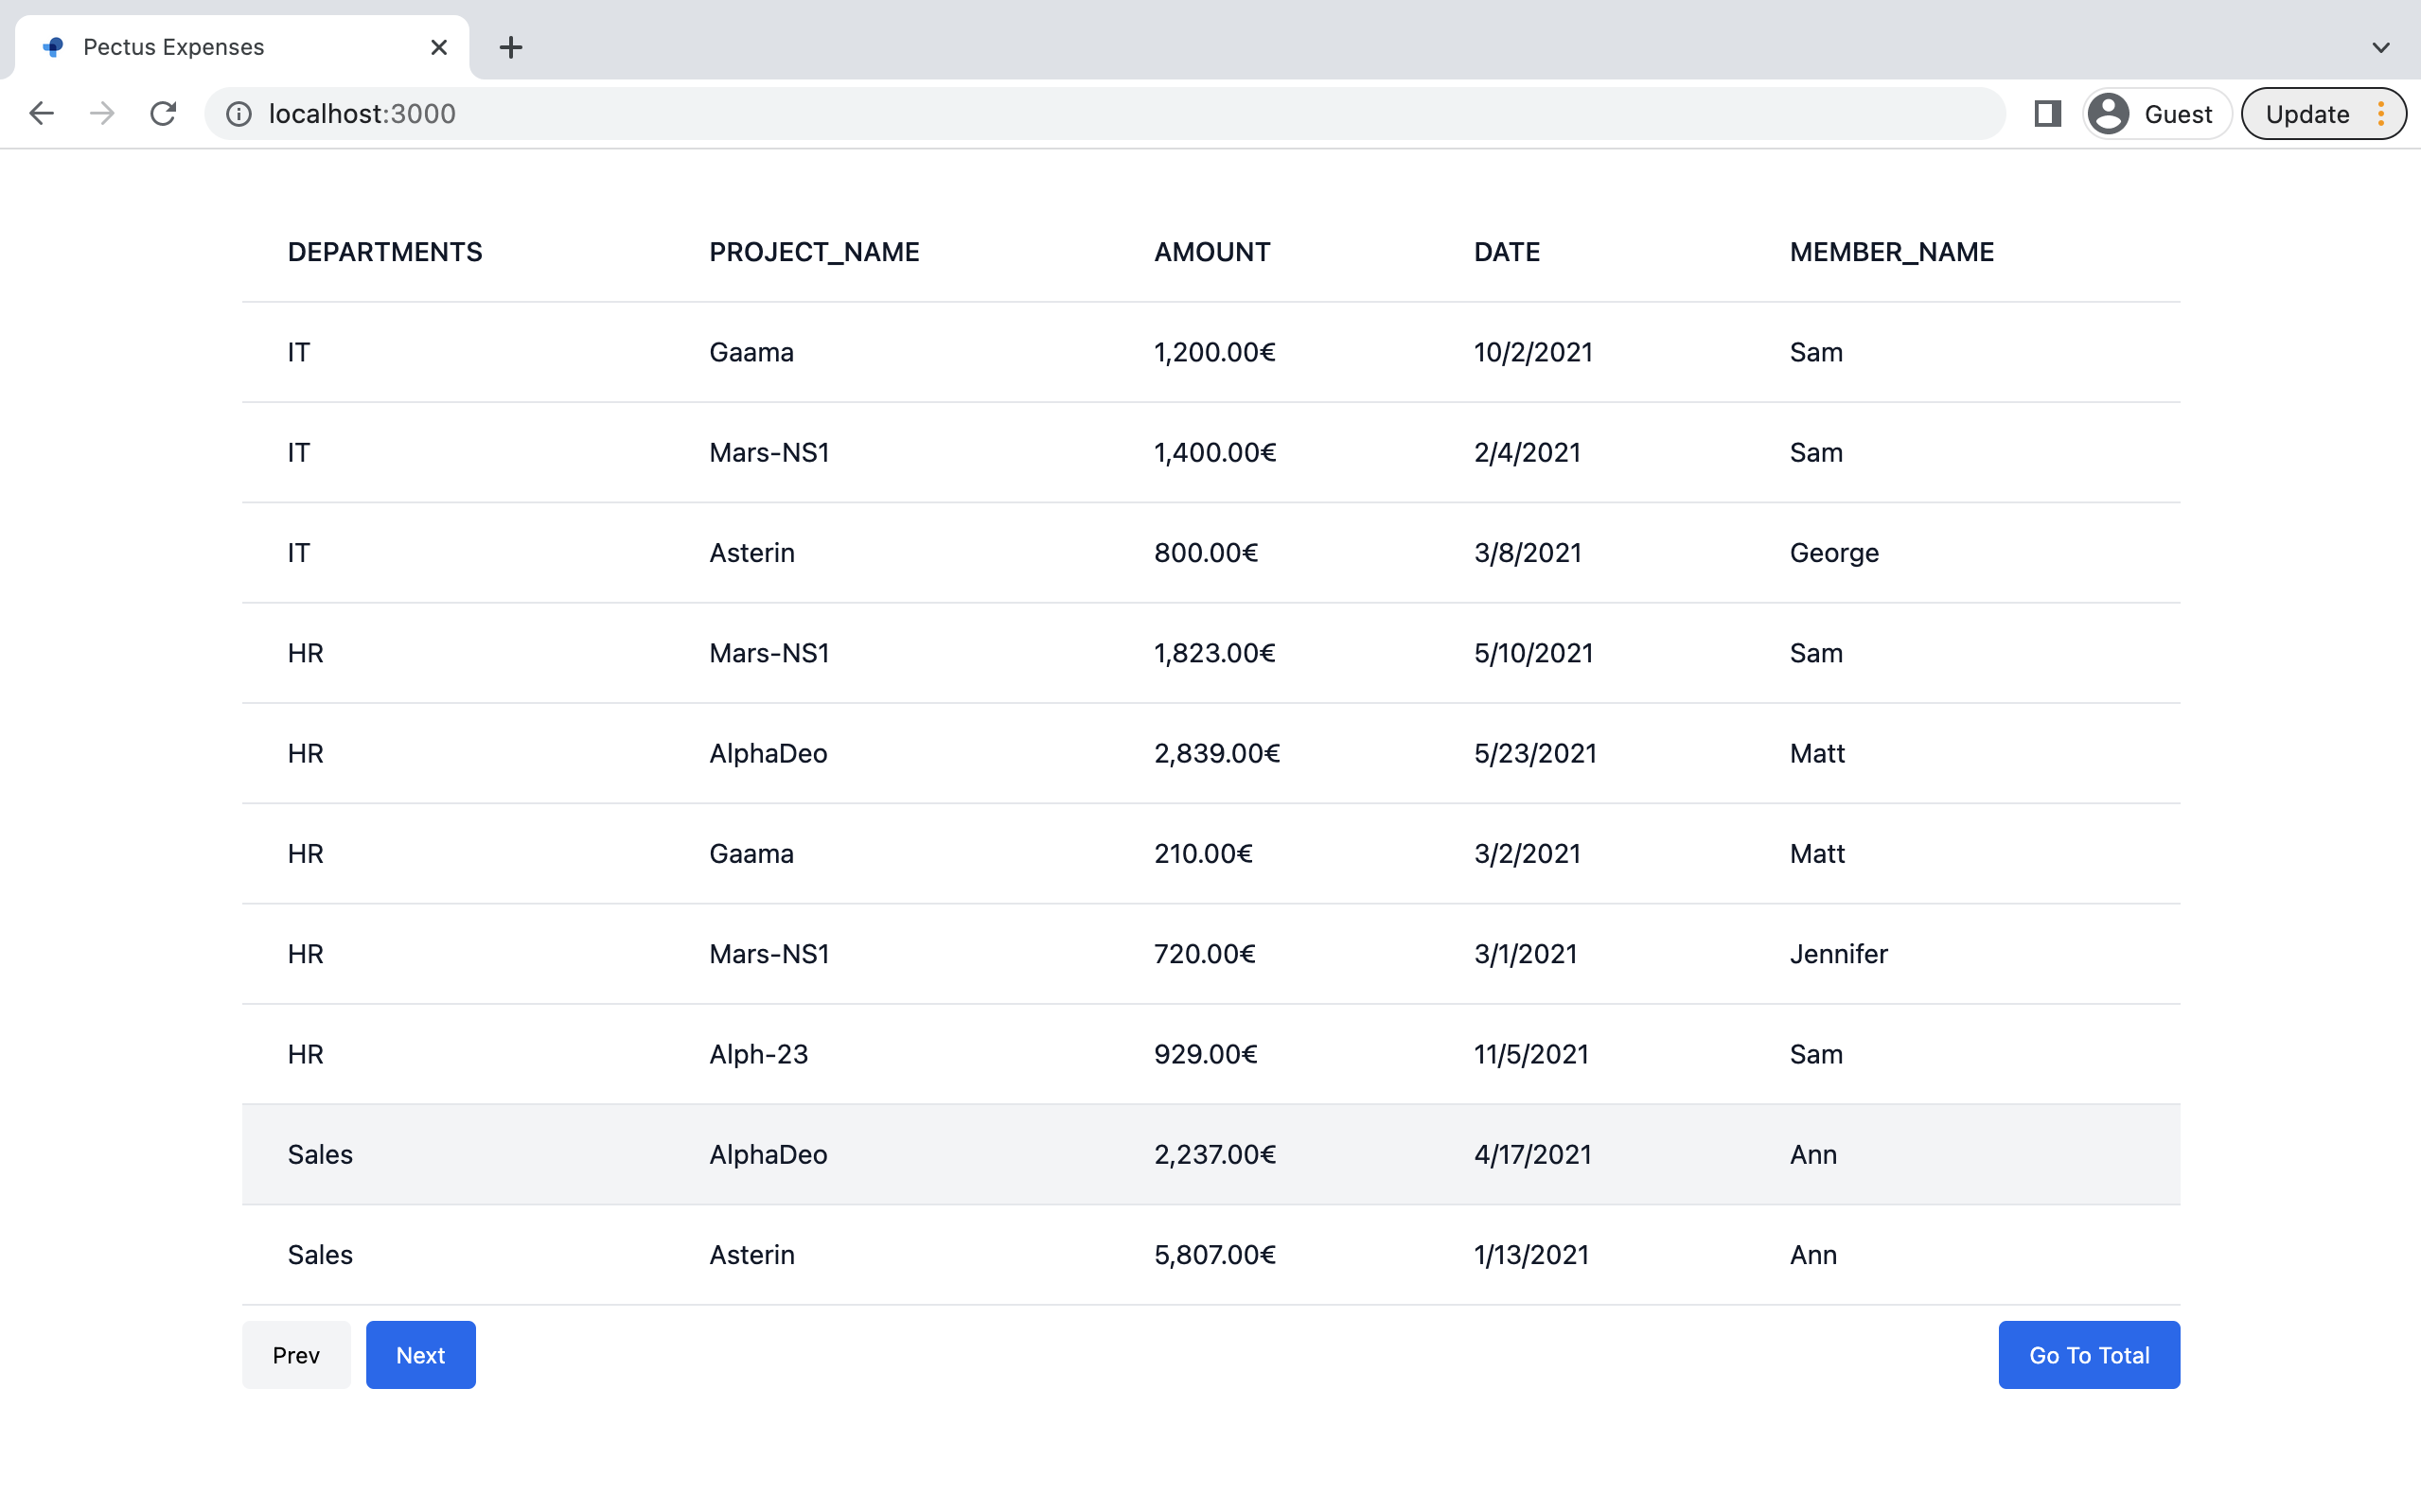 Pectus Expenses
localhost:3000
Guest
Update
DEPARTMENTS PROJECT_NAME AMOUNT DATE MEMBER_NAME
IT Gaama 1,200.00€ 10/2/2021 Sam
IT Mars-NS1 1,400.00€ 2/4/2021 Sam
IT Asterin 800.00€ 3/8/2021 George
HR Mars-NS1 1,823.00€ 5/10/2021 Sam
HR AlphaDeo 2,839.00€ 5/23/2021 Matt
HR Gaama 210.00€ 3/2/2021 Matt
HR Mars-NS1 720.00€ 3/1/2021 Jennifer
HR Alph-23 929.00€ 11/5/2021 Sam
Sales AlphaDeo 2,237.00€ 4/17/2021 Ann
Sales Asterin 5,807.00€ 1/13/2021 Ann
Prev Next Go To Total